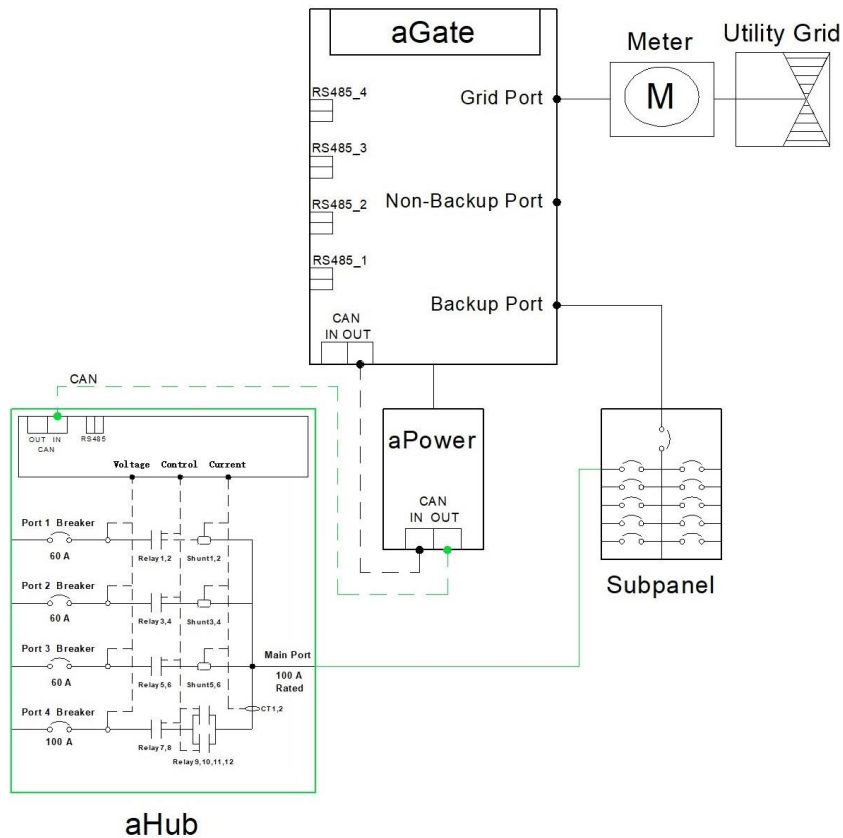 aGate
Meter
Utility Grid
RS485_4
Grid Port
M
RS485_3
RS485_2
Non-Backup Port
RS485_1
Backup Port
CAN
IN OUT
CAN
OUT IN
CAN
RS485
Voltage Control Current
aPower
CAN
IN OUT
Subpanel
Port 1 Breaker
60 A
Relay1,2
Shunt1,2
Port 2 Breaker
60 A
Relay3,4
Shunt3,4
Port 3 Breaker
60 A
Relay5,6
Shunt5,6
Main Port
100 A
Rated
Port 4 Breaker
100 A
Relay7,8
CT1,2
Relay9,10,11,12
aHub